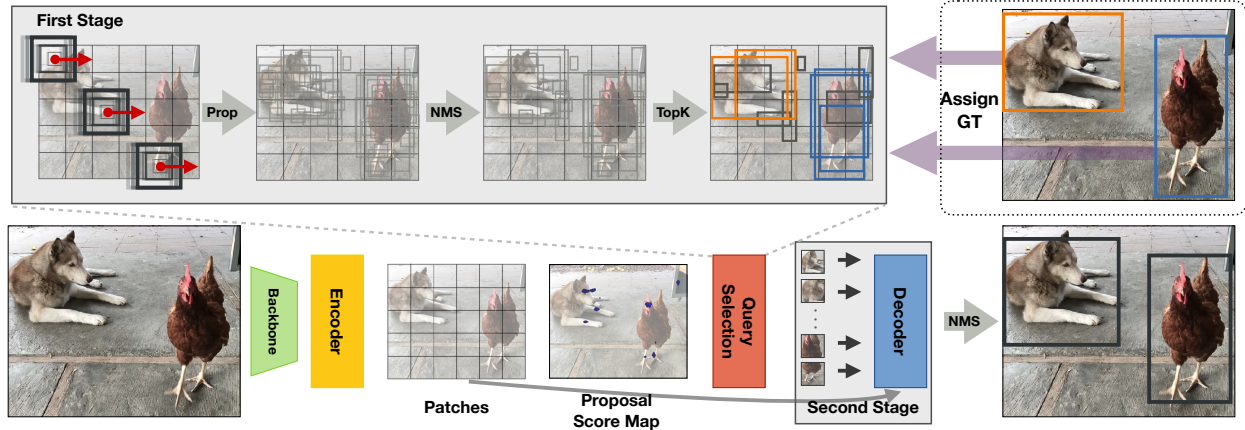 First Stage
Prop
NMS
TopK
Assign
GT
Backbone
Encoder
Patches
Proposal
Score Map
Query
Selection
Decoder
Second Stage
NMS